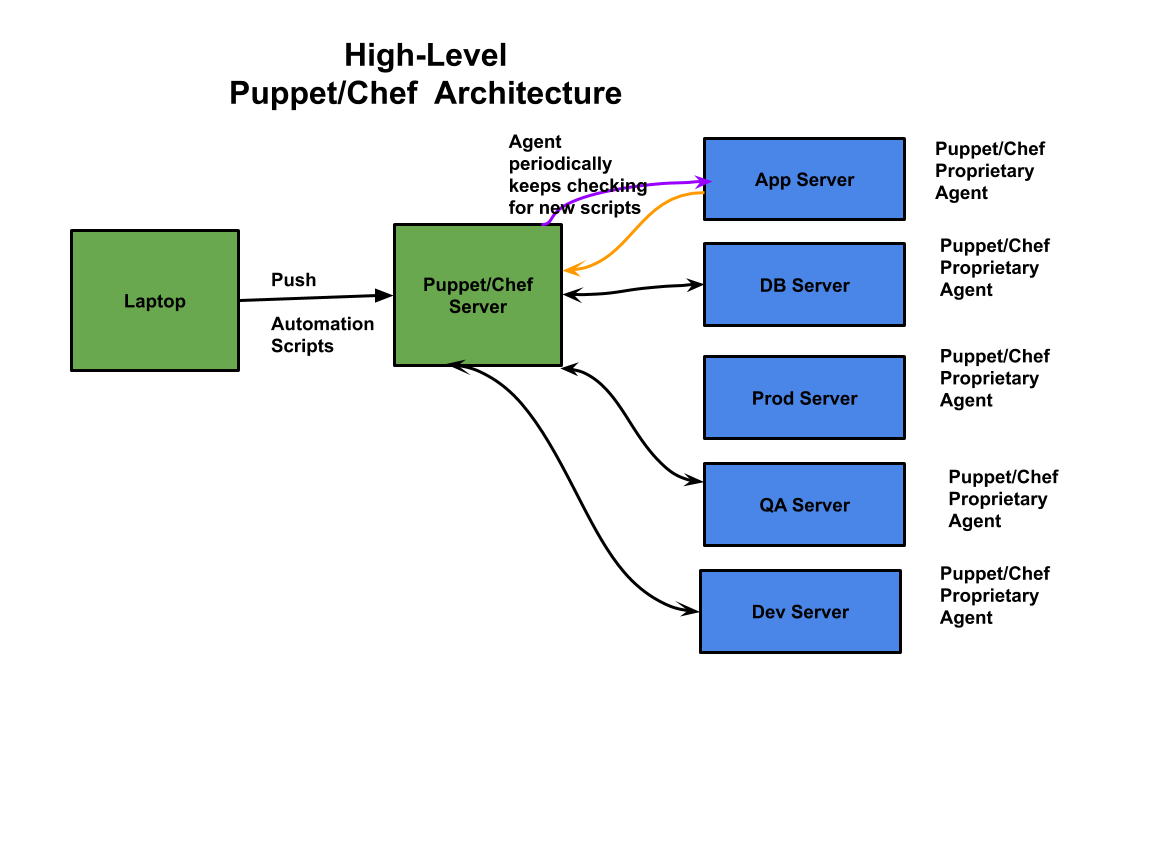 High-Level
Puppet/Chef Architecture
Agent
periodically
keeps checking
for new scripts
Laptop
Push
Automation
Scripts
Puppet/Chef
Server
App Server
Puppet/Chef
Proprietary
Agent
DB Server
Puppet/Chef
Proprietary
Agent
Prod Server
Puppet/Chef
Proprietary
Agent
QA Server
Puppet/Chef
Proprietary
Agent
Dev Server
Puppet/Chef
Proprietary
Agent